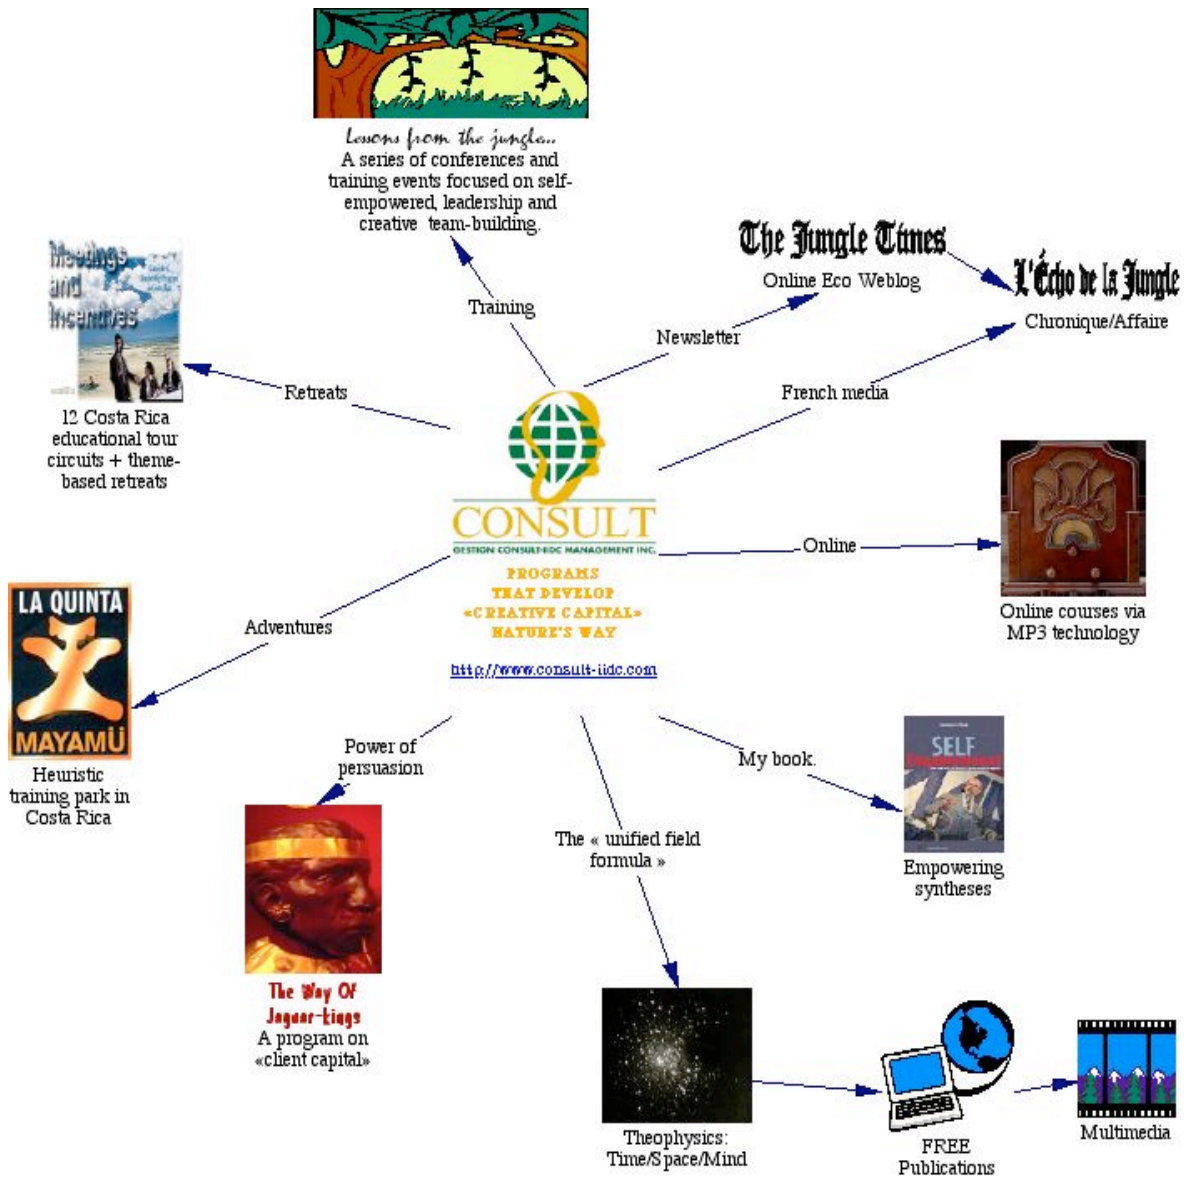 Lessons from the jungle...
A series of conferences and
training events focused on self-
empowered, leadership and
creative team-building.
The Jungle Times
Online Eco Weblog
L'Écho de la Jungle
Chronique/Affaire
Training
Newsletter
French media
Meetings
and
Incentives
12 Costa Rica
educational tour
circuits + theme-
based retreats
Retreats
CONSULT
GESTION CONSULT-IIDC MANAGEMENT INC.
PROGRAMS
THAT DEVELOP
«CREATIVE CAPITAL»
NATURE'S WAY
http://www.consult-iidc.com
Online
Online courses via
MP3 technology
Adventures
LA QUINTA
MAYAMÜ
Heuristic
training park in
Costa Rica
Power of
persuasion
The Way Of
Jaguar-Kings
A program on
«client capital»
The « unified field
formula »
My book.
SELF
Empowering
syntheses
Theophysics:
Time/Space/Mind
FREE
Publications
Multimedia